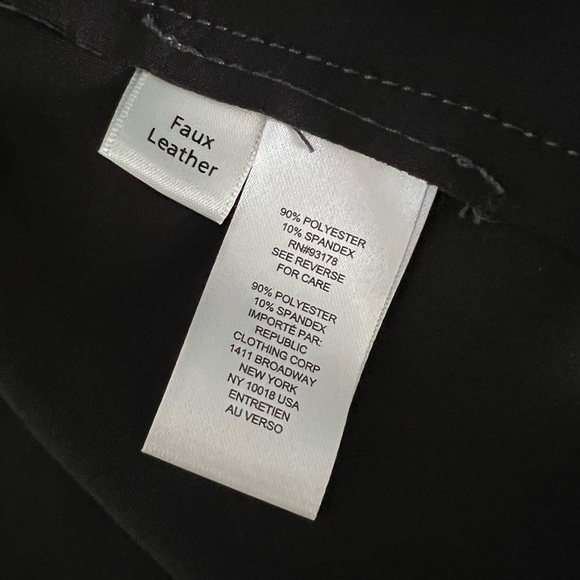 Faux
Leather
90% POLYESTER
10% SPANDEX
RN#93178
SEE REVERSE
FOR CARE
90% POLYESTER
10% SPANDEX
IMPORTÉ PAR:
REPUBLIC
CLOTHING CORP
1411 BROADWAY
NEW YORK
NY 10018 USA
ENTRETIEN
AU VERSO